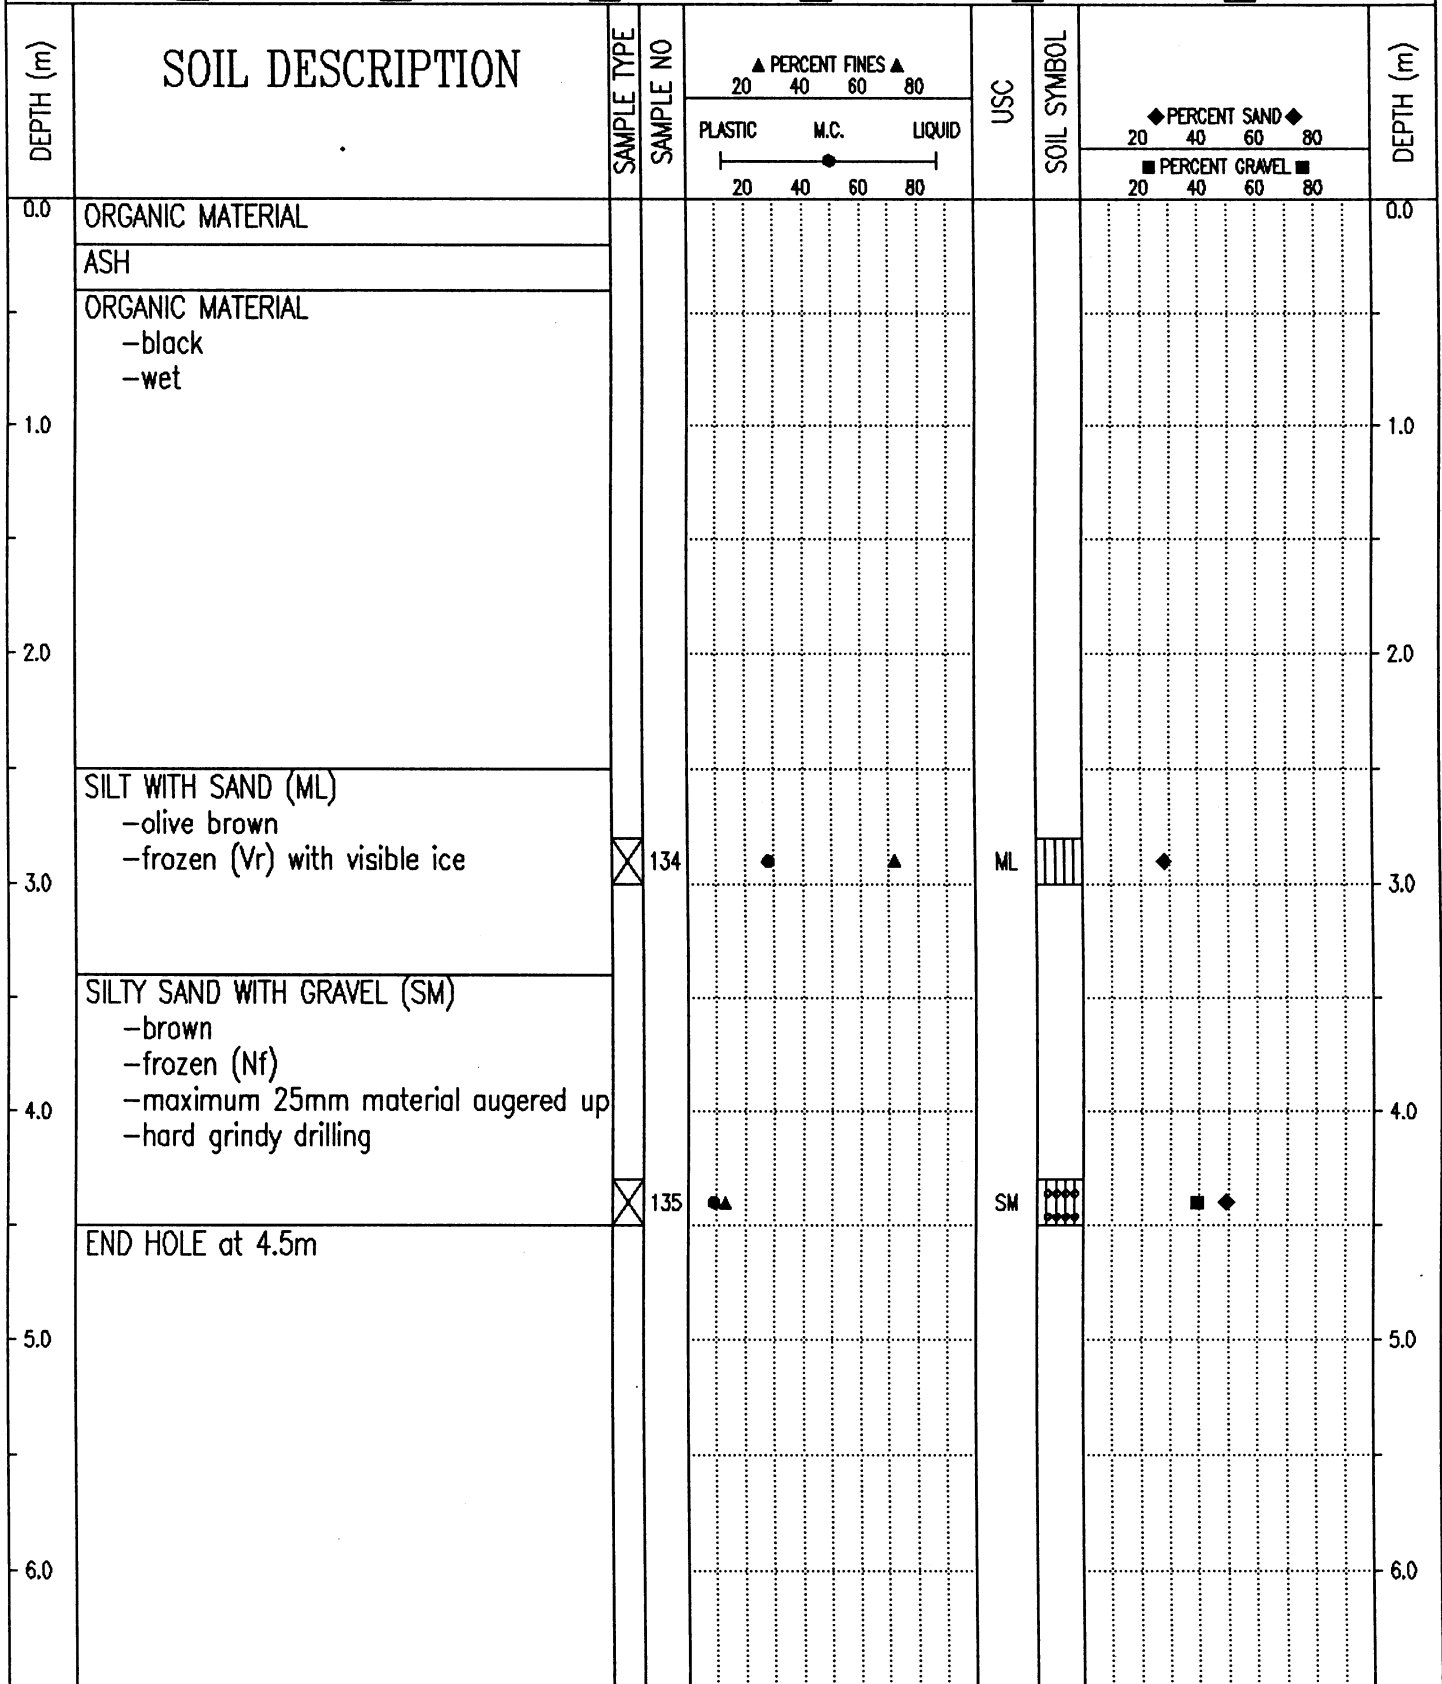 DEPTH (m)
SOIL DESCRIPTION
SAMPLE TYPE
SAMPLE NO
▲ PERCENT FINES ▲
20 40 60 80
PLASTIC M.C. LIQUID
20 40 60 80
USC
SOIL SYMBOL
◆ PERCENT SAND ◆
20 40 60 80
■ PERCENT GRAVEL ■
20 40 60 80
DEPTH (m)
0.0 ORGANIC MATERIAL 0.0
ASH
ORGANIC MATERIAL
-black
-wet
1.0 1.0
2.0 2.0
SILT WITH SAND (ML)
-olive brown
-frozen (Vr) with visible ice 134 ML
3.0 3.0
SILTY SAND WITH GRAVEL (SM)
-brown
-frozen (Nf)
-maximum 25mm material augered up
4.0 4.0
-hard grindy drilling
135 SM
END HOLE at 4.5m
5.0 5.0
6.0 6.0